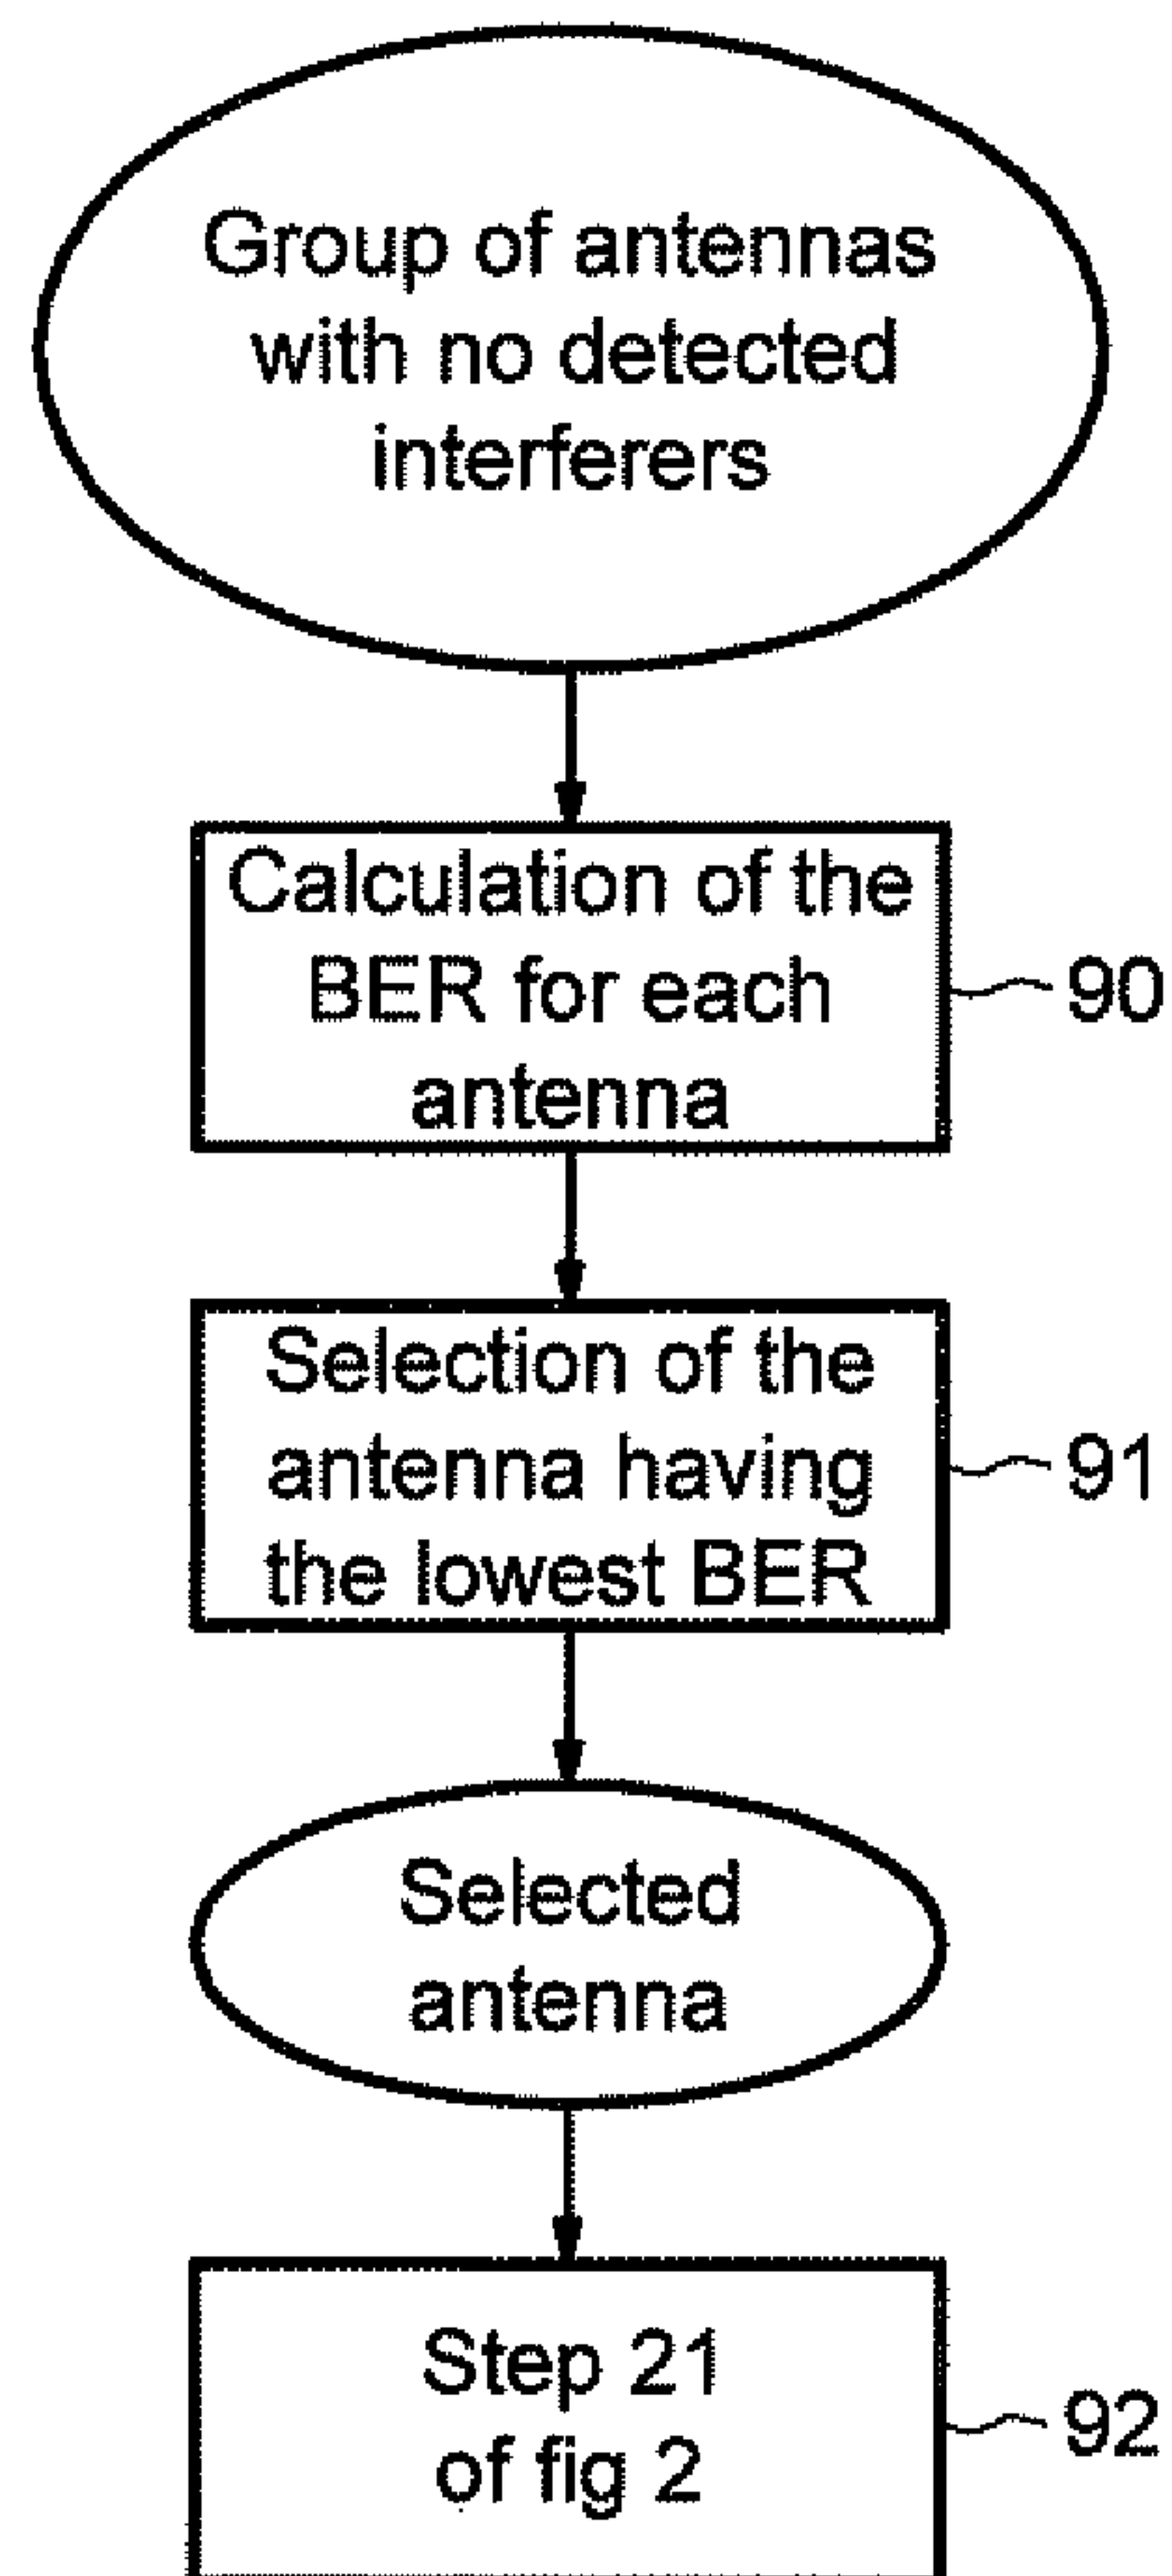 Group of antennas
with no detected
interferers
Calculation of the
BER for each
antenna
90
Selection of the
antenna having
the lowest BER
91
Selected
antenna
Step 21
of fig 2
92